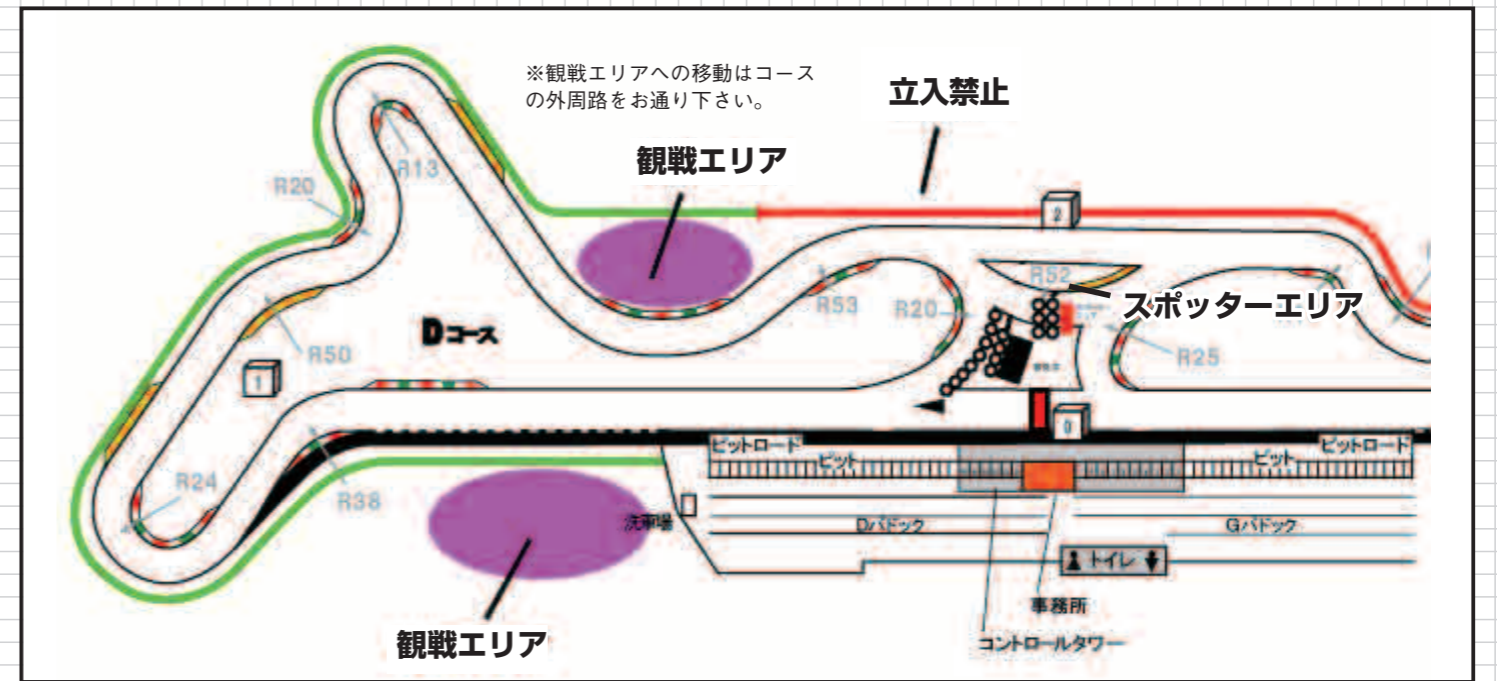 ※観戦エリアへの移動はコース
の外周路をお通り下さい。
立入禁止
観戦エリア
R13
R20
2
R52
スポッターエリア
R53
R20
Dコース
R50
R25
1
0
ピットロード
ピット
ピット
ピットロード
R24
R38
洗車場
Dパドック
Gパドック
トイレ
事務所
コントロールタワー
観戦エリア